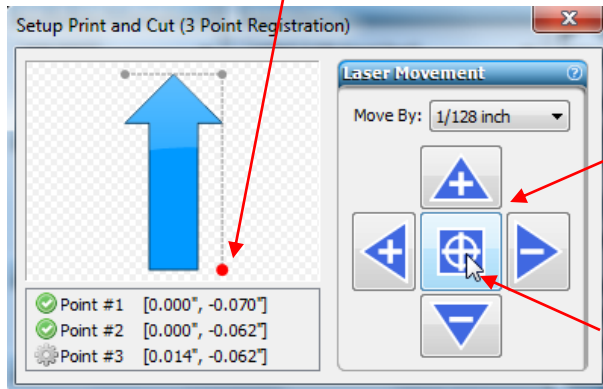 Setup Print and Cut (3 Point Registration)
Laser Movement
Move By: 1/128 inch
Point #1 [0.000", -0.070"]
Point #2 [0.000", -0.062"]
Point #3 [0.014", -0.062"]